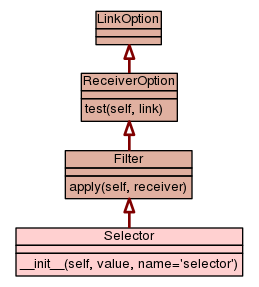 LinkOption
ReceiverOption
test(self, link)
Filter
apply(self, receiver)
Selector
__init__(self, value, name='selector')